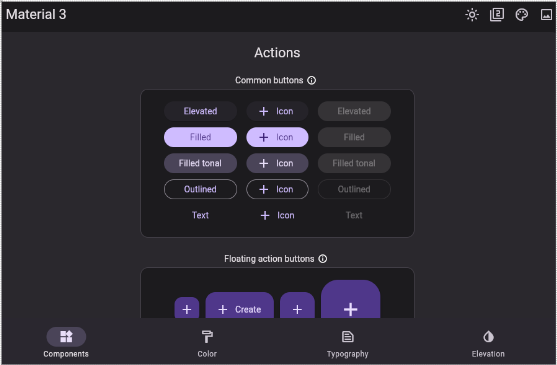 Material 3
Actions
Common buttons
Elevated Icon Elevated
Filled Icon Filled
Filled tonal Icon Filled tonal
Outlined Icon Outlined
Text Icon Text
Floating action buttons
Create
Components Color Typography Elevation